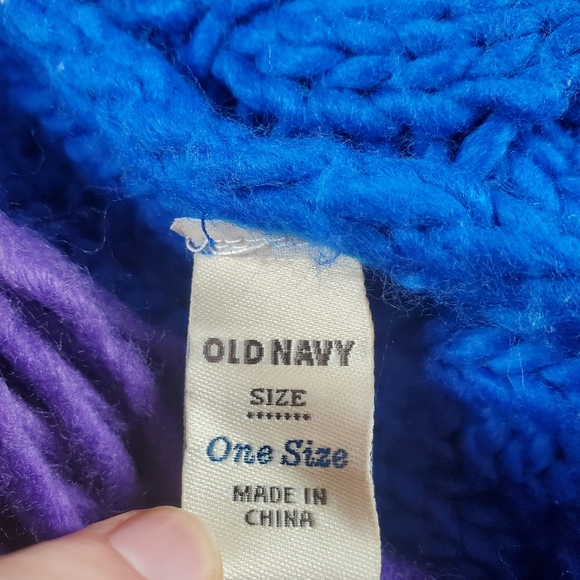 OLD NAVY
SIZE
One Size
MADE IN
CHINA